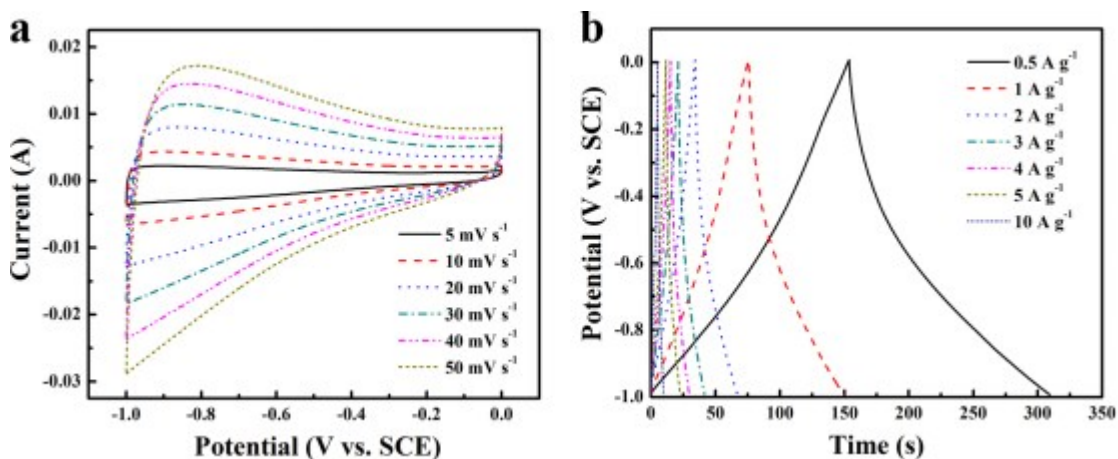 a
0.02
0.01
0.00
-0.01
-0.02
-0.03
Current (A)
5 mV s⁻¹
10 mV s⁻¹
20 mV s⁻¹
30 mV s⁻¹
40 mV s⁻¹
50 mV s⁻¹
-1.0 -0.8 -0.6 -0.4 -0.2 0.0
Potential (V vs. SCE)
b
0.0
-0.2
-0.4
-0.6
-0.8
-1.0
Potential (V vs. SCE)
0.5 A g⁻¹
1 A g⁻¹
2 A g⁻¹
3 A g⁻¹
4 A g⁻¹
5 A g⁻¹
10 A g⁻¹
0 50 100 150 200 250 300 350
Time (s)